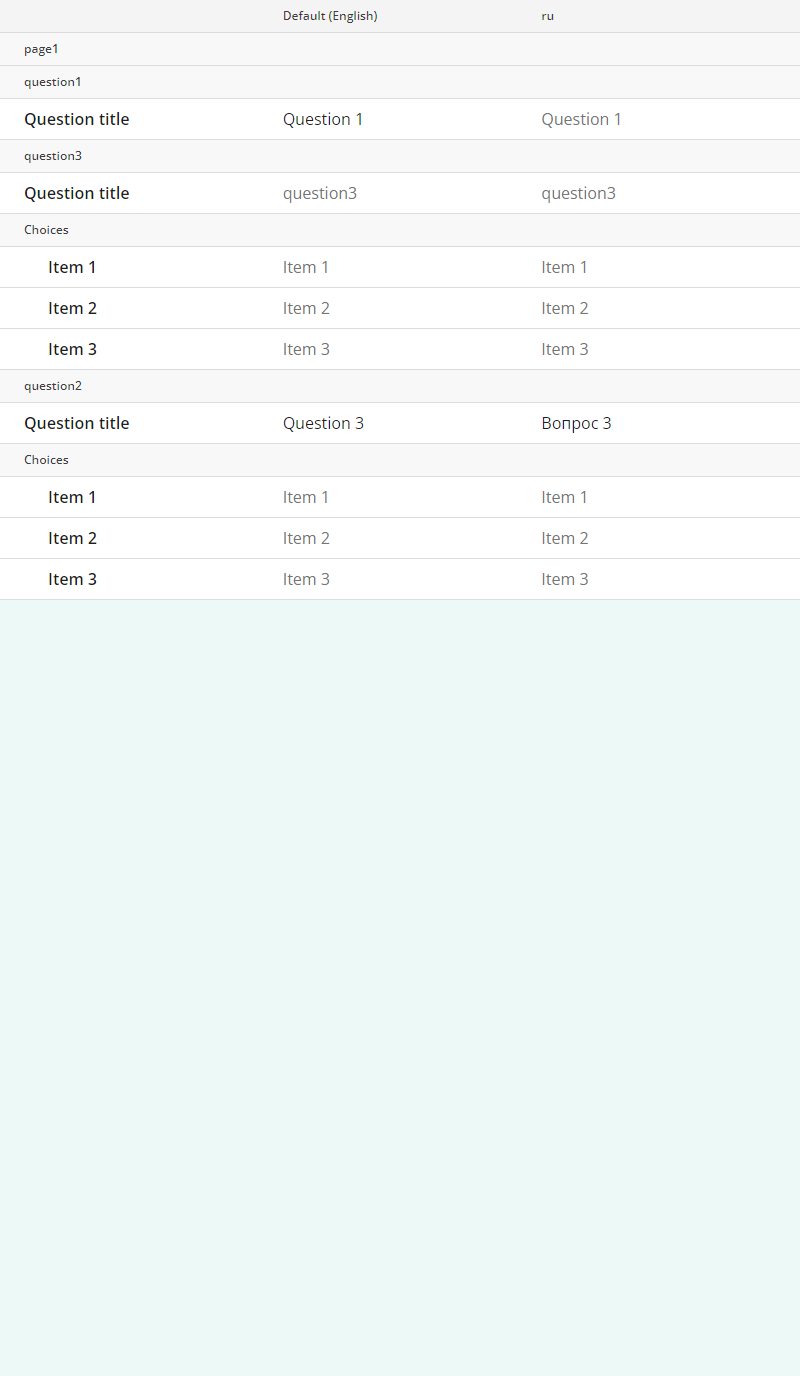 Default (English) ru
page1
question1
Question title Question 1 Question 1
question3
Question title question3 question3
Choices
Item 1 Item 1 Item 1
Item 2 Item 2 Item 2
Item 3 Item 3 Item 3
question2
Question title Question 3 Вопрос 3
Choices
Item 1 Item 1 Item 1
Item 2 Item 2 Item 2
Item 3 Item 3 Item 3